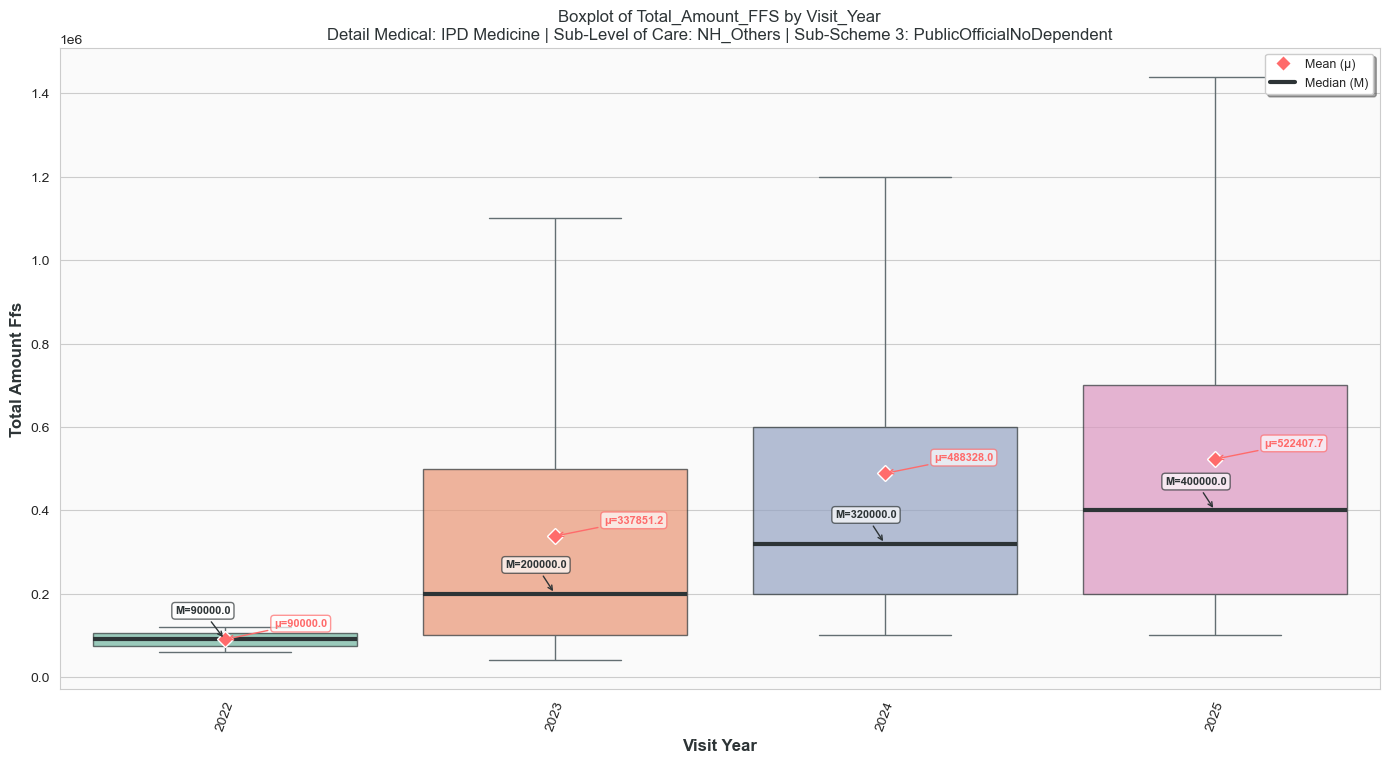 Boxplot of Total_Amount_FFS by Visit_Year
Detail Medical: IPD Medicine | Sub-Level of Care: NH_Others | Sub-Scheme 3: PublicOfficialNoDependent
1e6
Mean (μ)
Median (M)
1.4
1.2
1.0
0.8
0.6
0.4
0.2
0.0
Total Amount Ffs
M=90000.0
μ=90000.0
μ=337851.2
M=200000.0
μ=488328.0
M=320000.0
μ=522407.7
M=400000.0
2022
2023
2024
2025
Visit Year